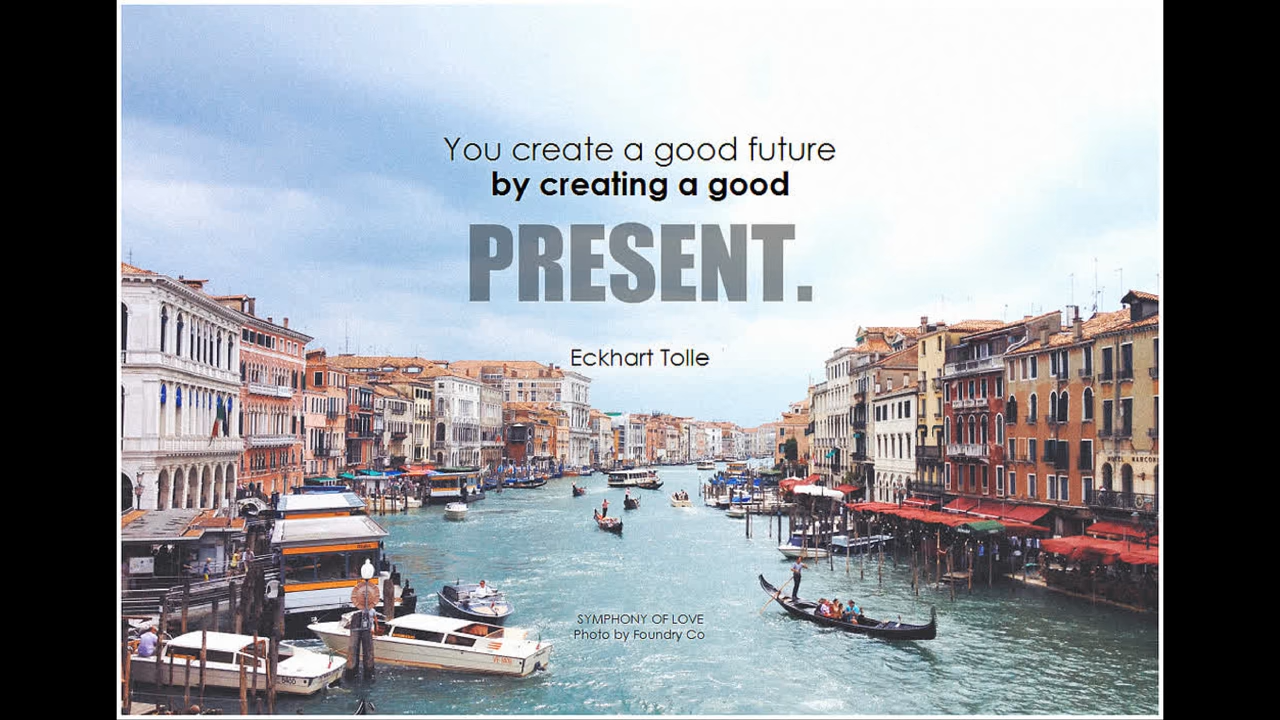 You create a good future
by creating a good
PRESENT.
Eckhart Tolle
SYMPHONY OF LOVE
Photo by Foundry Co